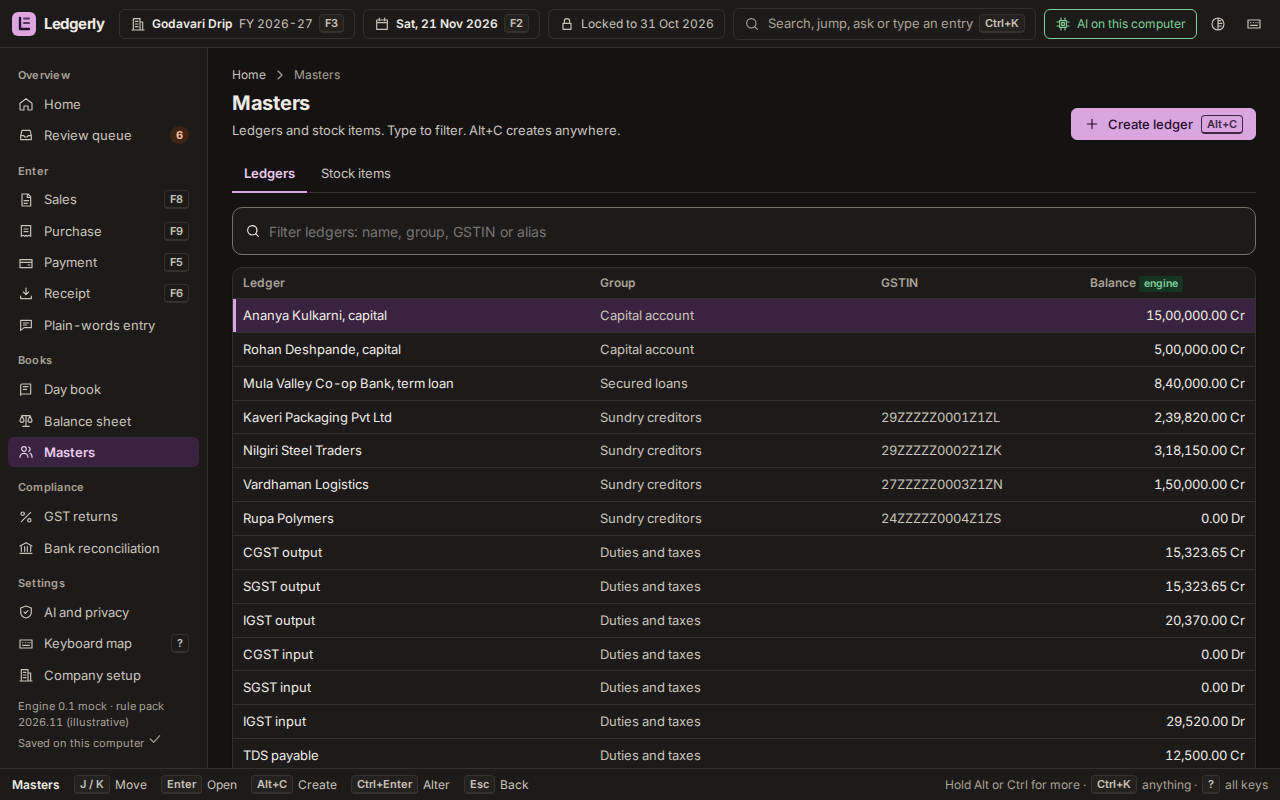 Ledgerly
Godavari Drip FY 2026-27 F3
Sat, 21 Nov 2026 F2
Locked to 31 Oct 2026
Search, jump, ask or type an entry Ctrl+K
AI on this computer
Overview
Home
Review queue 6
Enter
Sales F8
Purchase F9
Payment F5
Receipt F6
Plain-words entry
Books
Day book
Balance sheet
Masters
Compliance
GST returns
Bank reconciliation
Settings
AI and privacy
Keyboard map ?
Company setup
Engine 0.1 mock · rule pack
2026.11 (illustrative)
Saved on this computer
Home > Masters
Masters
Ledgers and stock items. Type to filter. Alt+C creates anywhere.
+ Create ledger Alt+C
Ledgers Stock items
Filter ledgers: name, group, GSTIN or alias
Ledger Group GSTIN Balance engine
Ananya Kulkarni, capital Capital account 15,00,000.00 Cr
Rohan Deshpande, capital Capital account 5,00,000.00 Cr
Mula Valley Co-op Bank, term loan Secured loans 8,40,000.00 Cr
Kaveri Packaging Pvt Ltd Sundry creditors 29ZZZZZ0001Z1ZL 2,39,820.00 Cr
Nilgiri Steel Traders Sundry creditors 29ZZZZZ0002Z1ZK 3,18,150.00 Cr
Vardhaman Logistics Sundry creditors 27ZZZZZ0003Z1ZN 1,50,000.00 Cr
Rupa Polymers Sundry creditors 24ZZZZZ0004Z1ZS 0.00 Dr
CGST output Duties and taxes 15,323.65 Cr
SGST output Duties and taxes 15,323.65 Cr
IGST output Duties and taxes 20,370.00 Cr
CGST input Duties and taxes 0.00 Dr
SGST input Duties and taxes 0.00 Dr
IGST input Duties and taxes 29,520.00 Dr
TDS payable Duties and taxes 12,500.00 Cr
Masters J / K Move Enter Open Alt+C Create Ctrl+Enter Alter Esc Back
Hold Alt or Ctrl for more · Ctrl+K anything · ? all keys